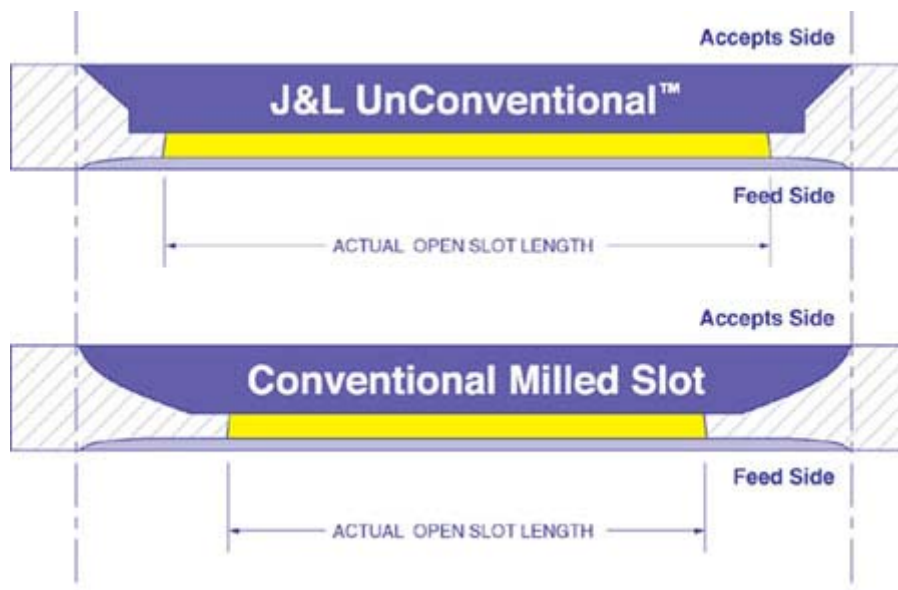 Accepts Side
J&L UnConventional™
Feed Side
ACTUAL OPEN SLOT LENGTH
Accepts Side
Conventional Milled Slot
Feed Side
ACTUAL OPEN SLOT LENGTH